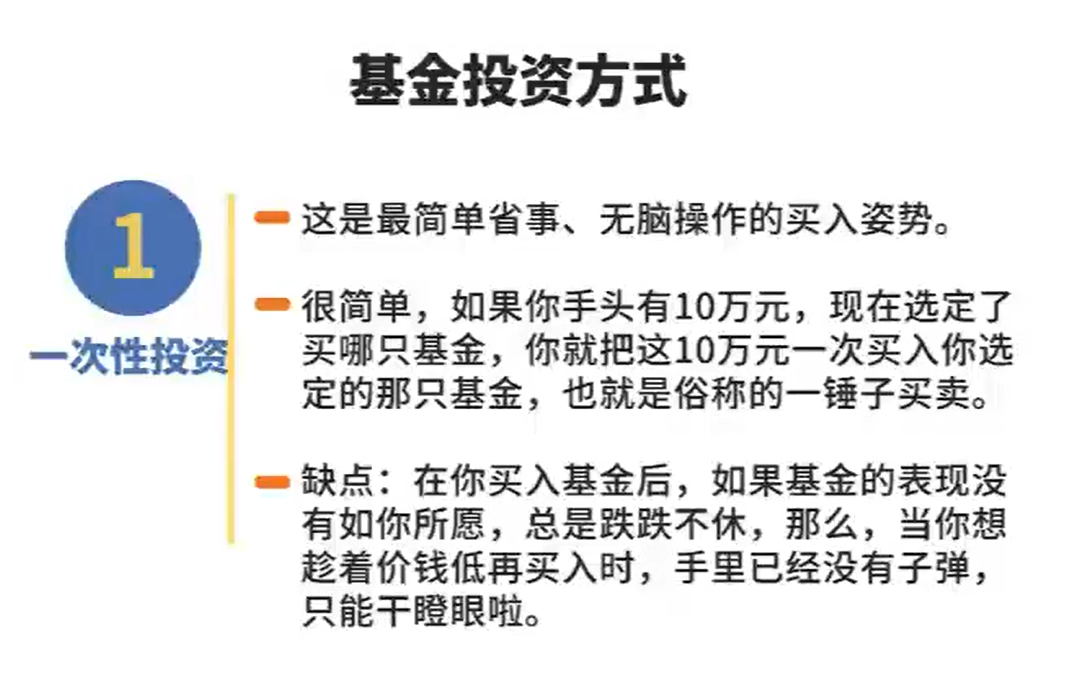 基金投资方式
1
一次性投资
这是最简单省事、无脑操作的买入姿势。
很简单，如果你手头有10万元，现在选定了
买哪只基金，你就把这10万元一次买入你选
定的那只基金，也就是俗称的一锤子买卖。
缺点：在你买入基金后，如果基金的表现没
有如你所愿，总是跌跌不休，那么，当你想
趁着价钱低再买入时，手里已经没有子弹，
只能干瞪眼啦。